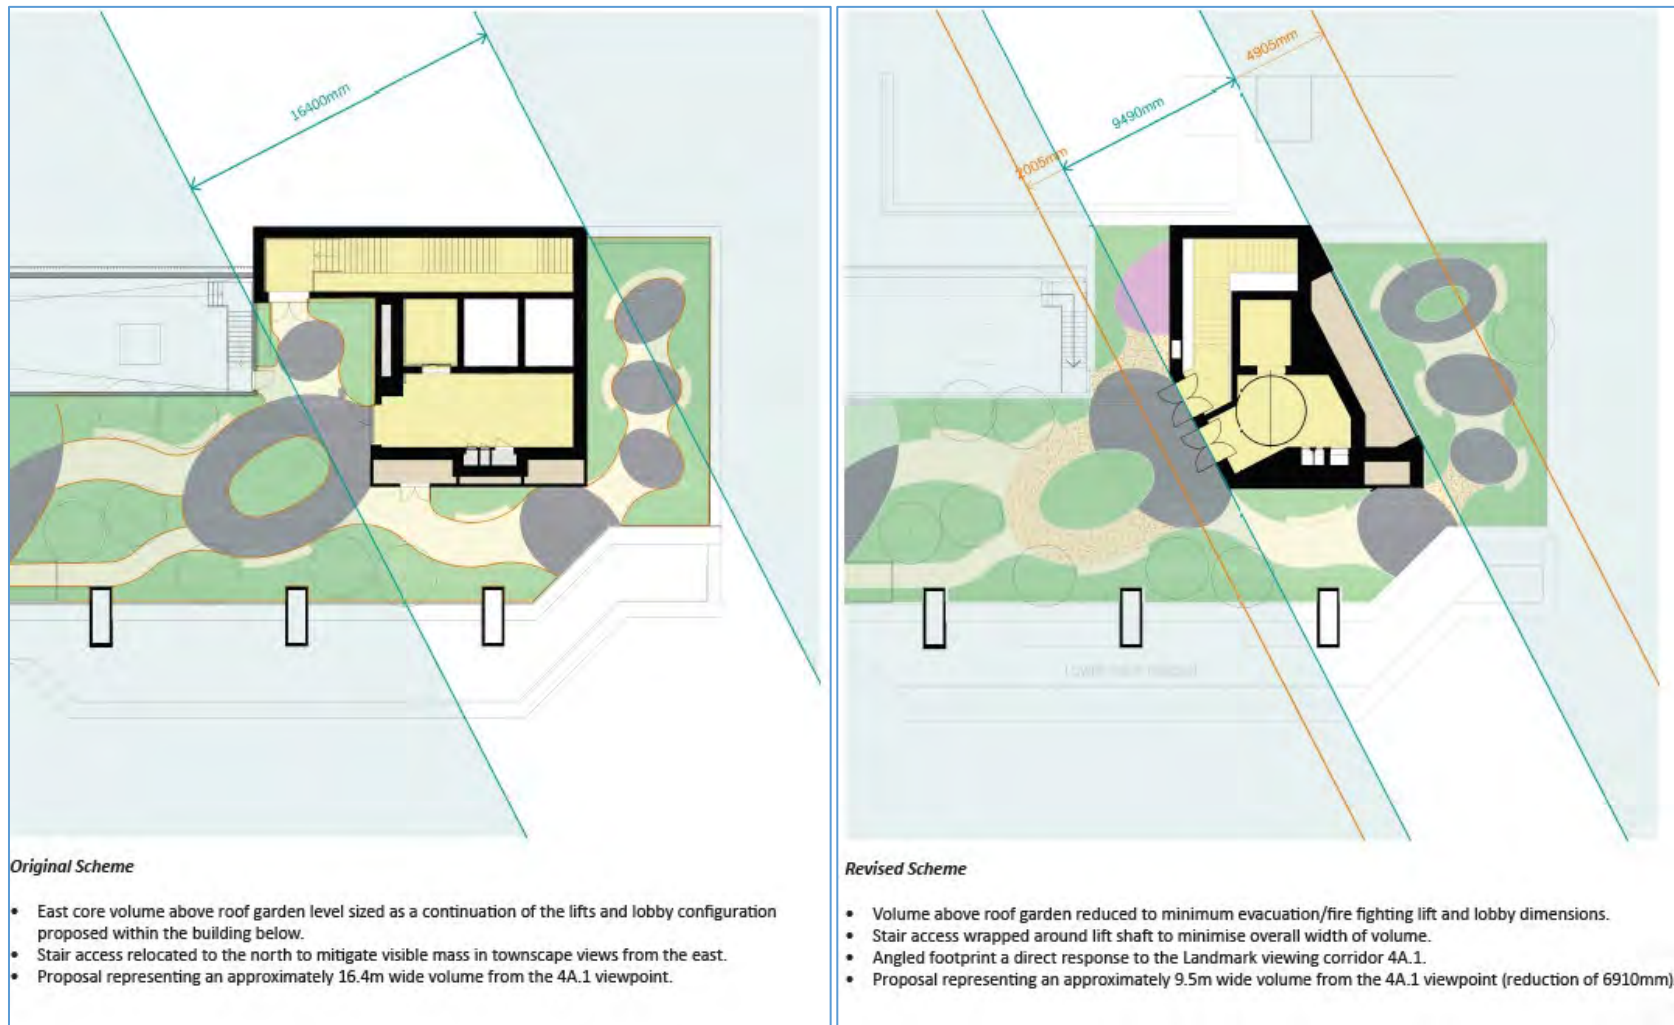 16400mm
Original Scheme
• East core volume above roof garden level sized as a continuation of the lifts and lobby configuration
proposed within the building below.
• Stair access relocated to the north to mitigate visible mass in townscape views from the east.
• Proposal representing an approximately 16.4m wide volume from the 4A.1 viewpoint.
4905mm
9490mm
2005mm
Revised Scheme
• Volume above roof garden reduced to minimum evacuation/fire fighting lift and lobby dimensions.
• Stair access wrapped around lift shaft to minimise overall width of volume.
• Angled footprint a direct response to the Landmark viewing corridor 4A.1.
• Proposal representing an approximately 9.5m wide volume from the 4A.1 viewpoint (reduction of 6910mm)